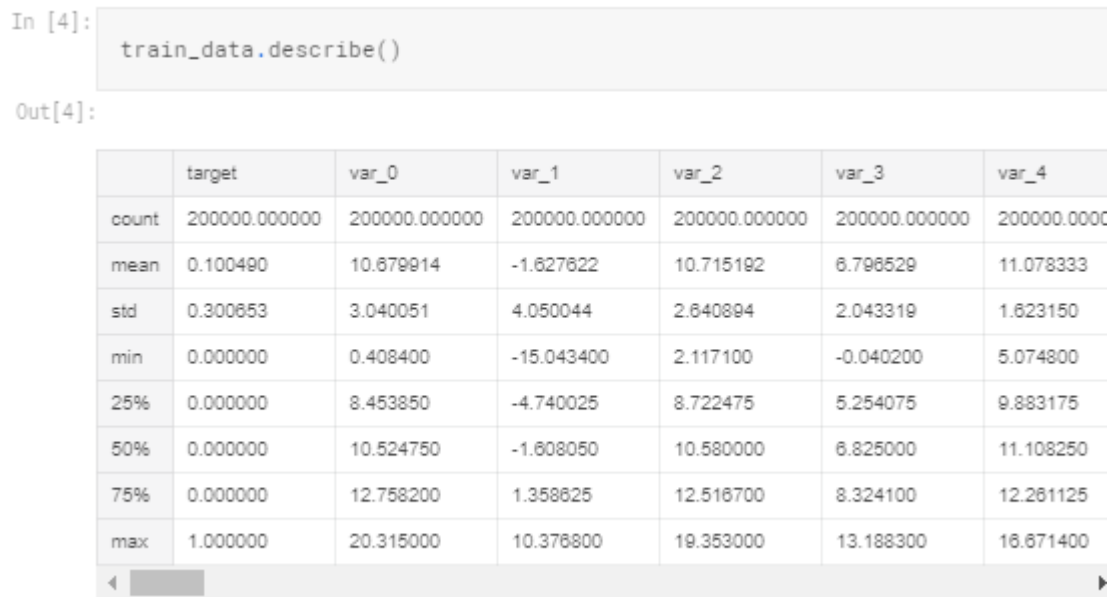 In [4]:
train_data.describe()
Out[4]:
target var_0 var_1 var_2 var_3 var_4
count 200000.000000 200000.000000 200000.000000 200000.000000 200000.000000 200000.0000
mean 0.100490 10.679914 -1.627622 10.715192 6.796529 11.078333
std 0.300653 3.040051 4.050044 2.640894 2.043319 1.623150
min 0.000000 0.408400 -15.043400 2.117100 -0.040200 5.074800
25% 0.000000 8.453850 -4.740025 8.722475 5.254075 9.883175
50% 0.000000 10.524750 -1.608050 10.580000 6.825000 11.108250
75% 0.000000 12.758200 1.358625 12.516700 8.324100 12.261125
max 1.000000 20.315000 10.376800 19.353000 13.188300 16.671400